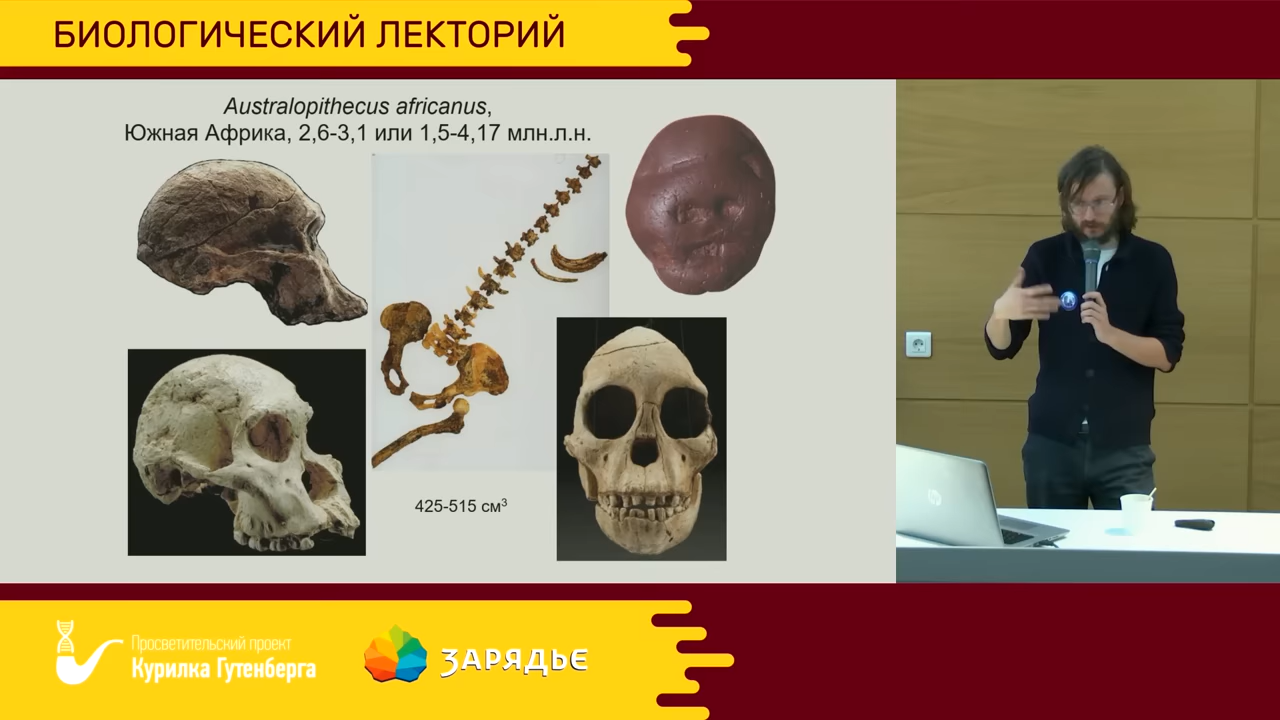 БИОЛОГИЧЕСКИЙ ЛЕКТОРИЙ
Australopithecus africanus,
Южная Африка, 2,6-3,1 или 1,5-4,17 млн.л.н.
425-515 см³
Просветительский проект
Курилка Гутенберга
ЗАРЯДЬЕ